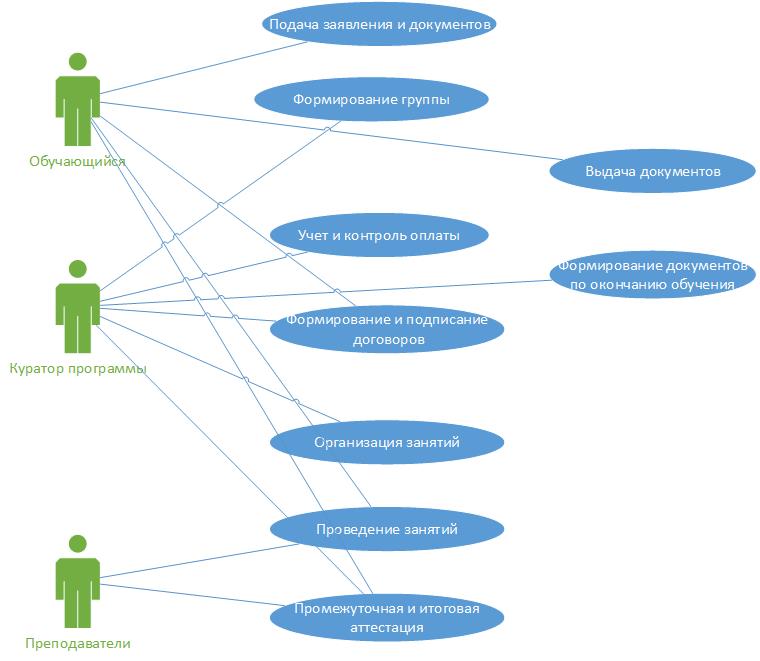 Подача заявления и документов
Формирование группы
Обучающийся
Выдача документов
Учет и контроль оплаты
Формирование документов
по окончанию обучения
Формирование и подписание
договоров
Куратор программы
Организация занятий
Проведение занятий
Промежуточная и итоговая
аттестация
Преподаватели